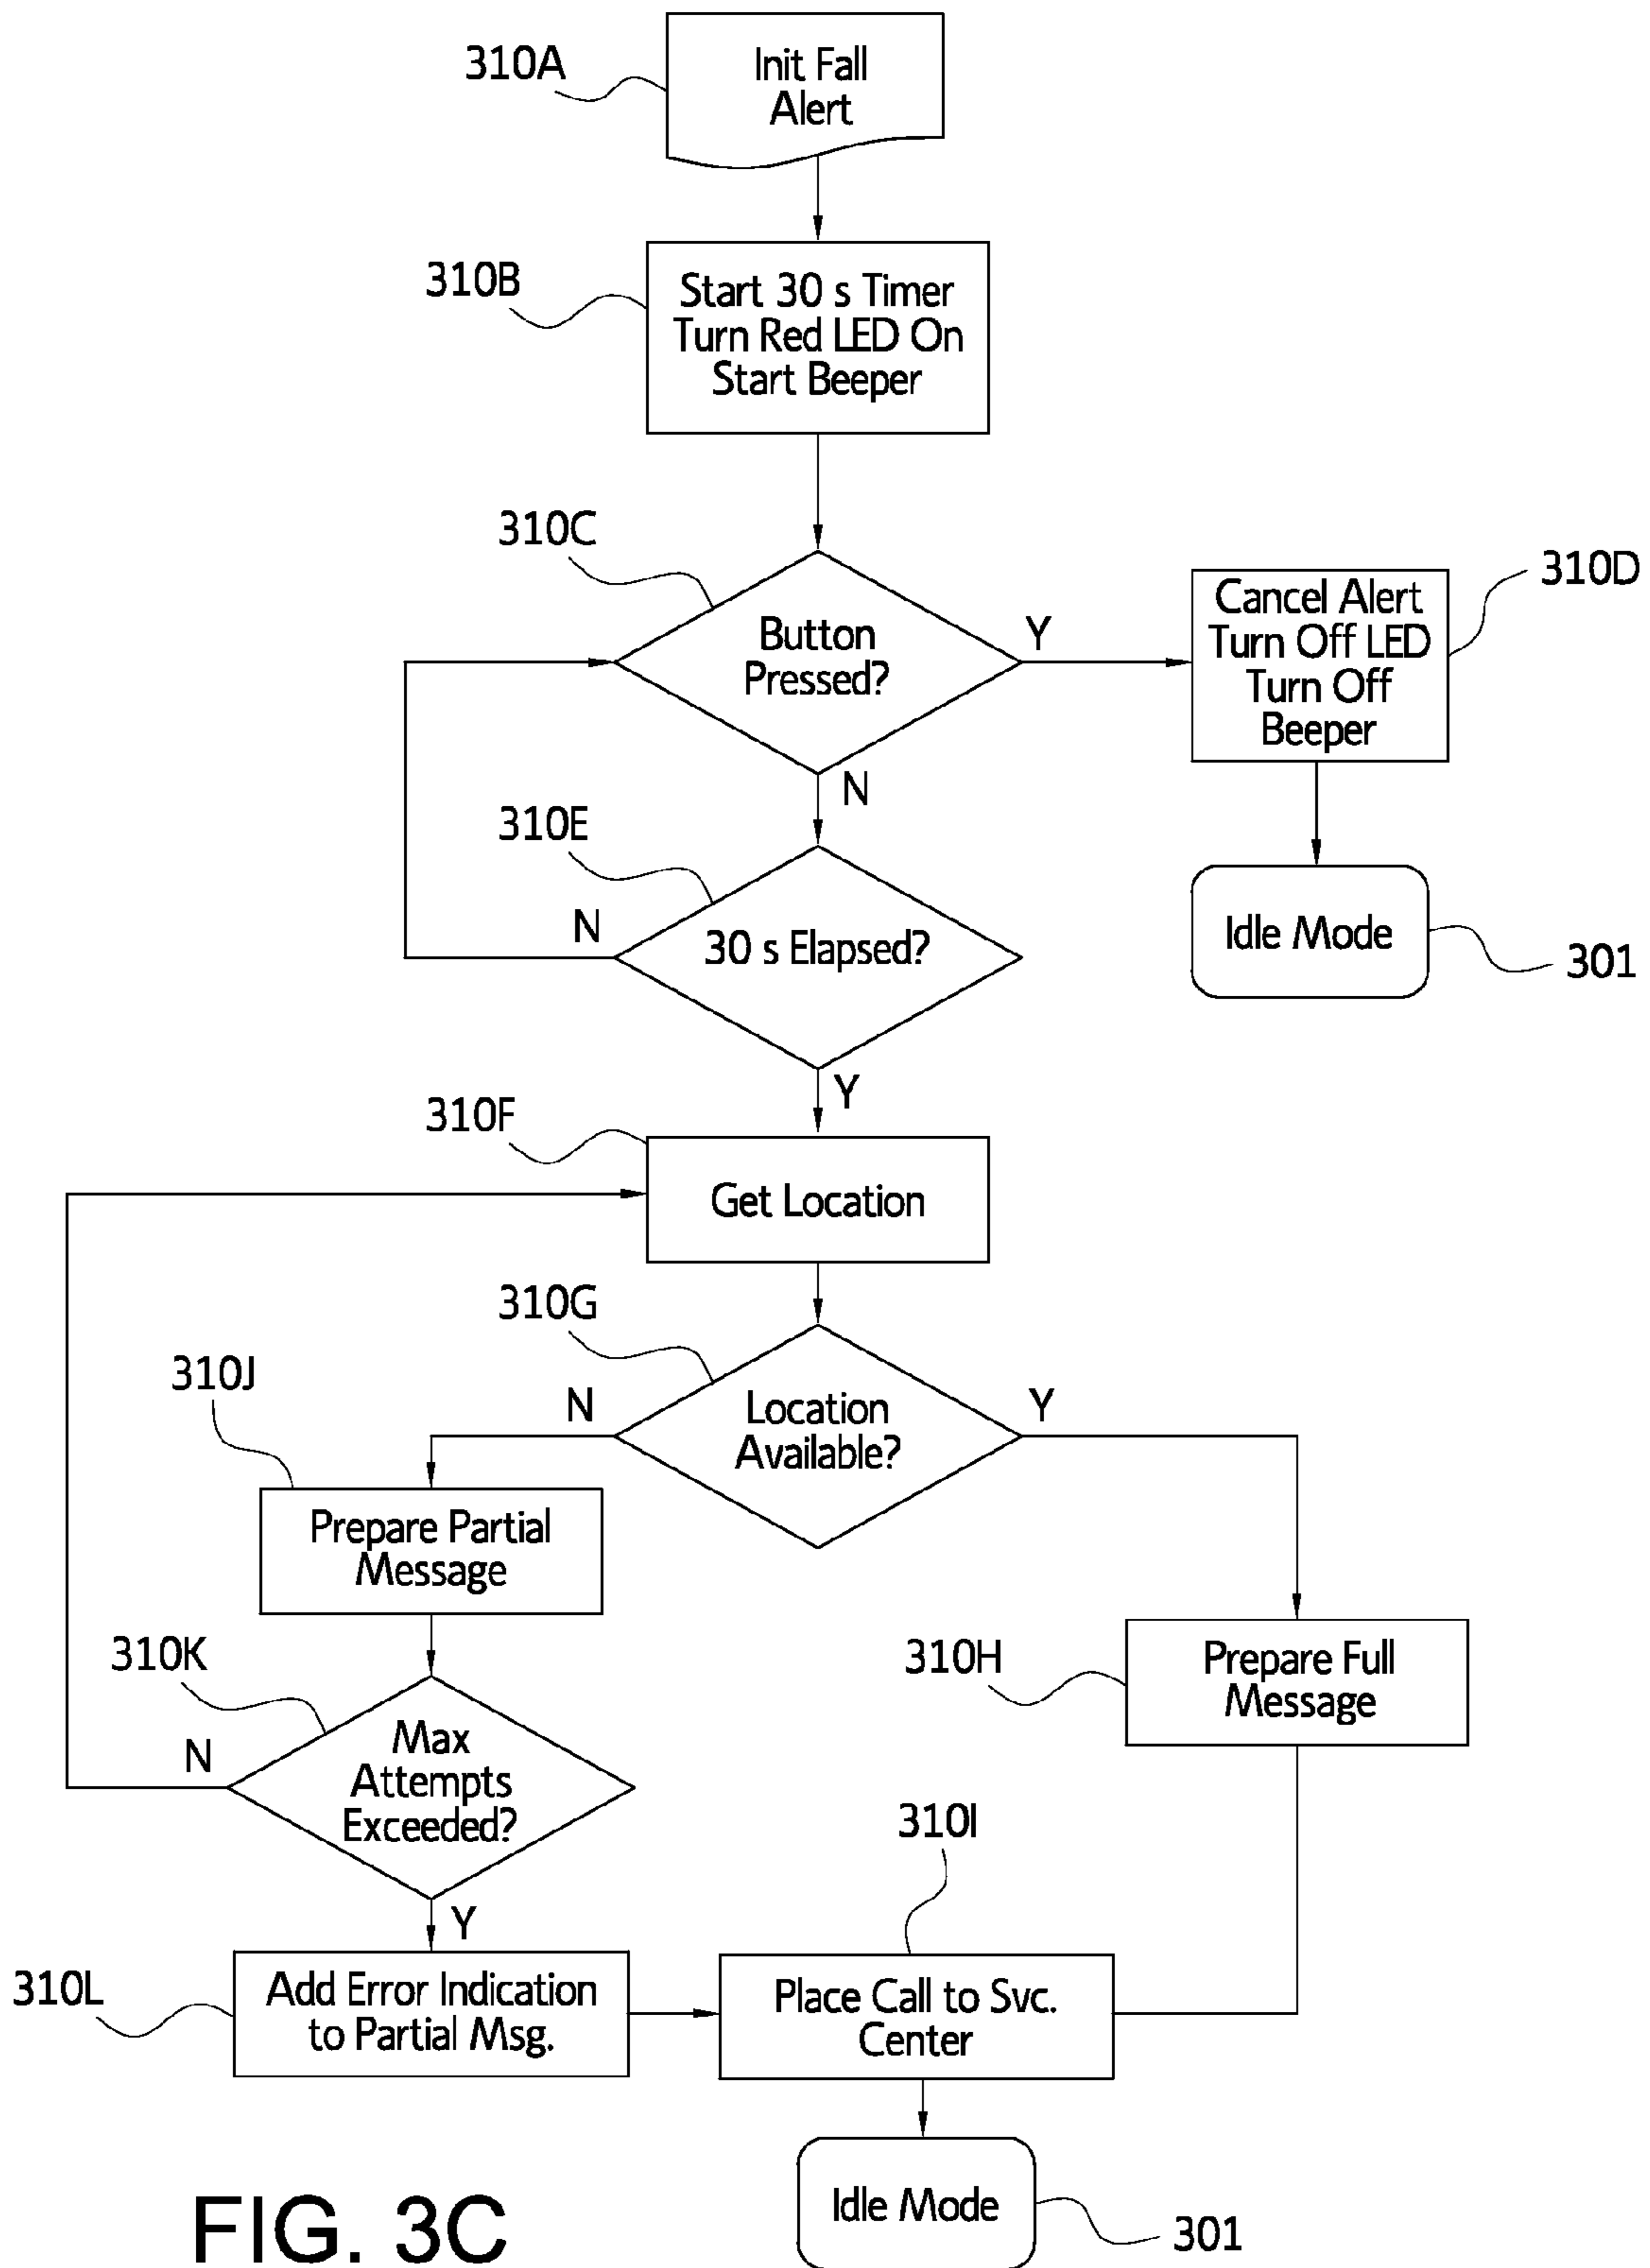 310A
Init Fall
Alert
310B
Start 30 s Timer
Turn Red LED On
Start Beeper
310C
Button
Pressed?
Y
N
310D
Cancel Alert
Turn Off LED
Turn Off
Beeper
Idle Mode
301
310E
30 s Elapsed?
N
Y
310F
Get Location
310G
Location
Available?
N
Y
310J
Prepare Partial
Message
310H
Prepare Full
Message
310K
Max
Attempts
Exceeded?
N
Y
310L
Add Error Indication
to Partial Msg.
310I
Place Call to Svc.
Center
Idle Mode
301
FIG. 3C